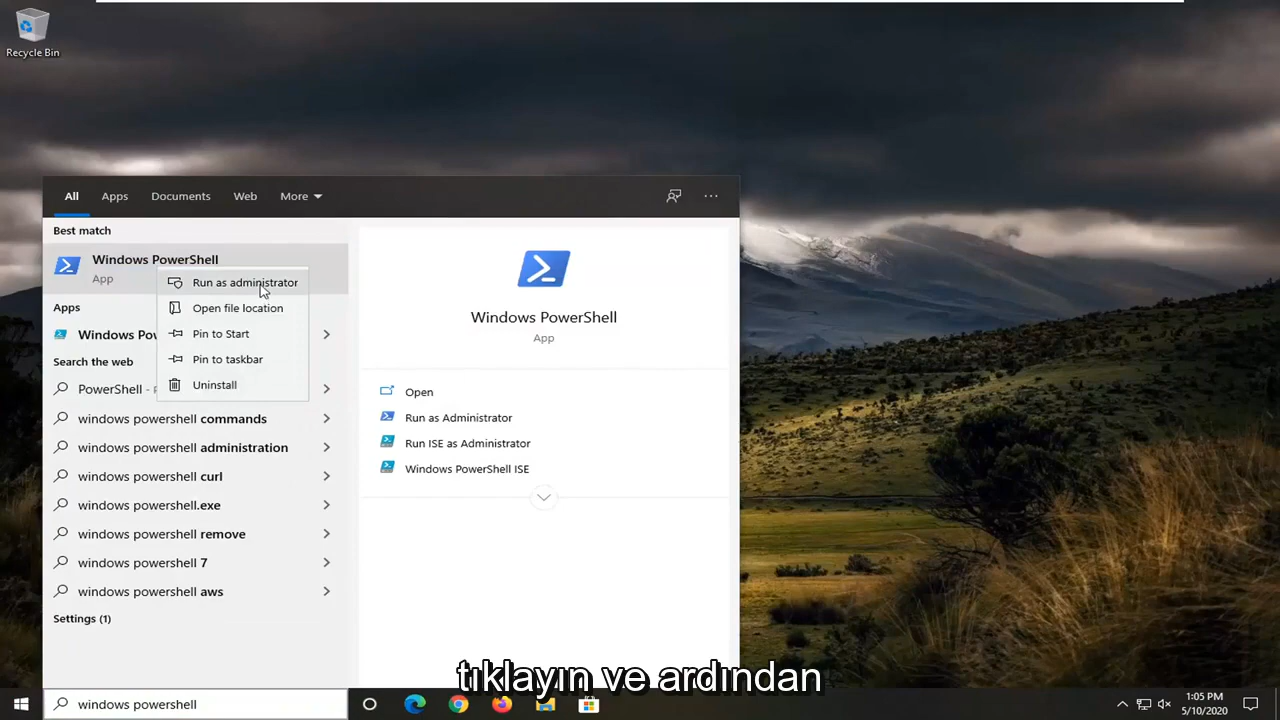 Recycle Bin
All Apps Documents Web More
Best match
Windows PowerShell
App
Run as administrator
Open file location
Pin to Start
Pin to taskbar
Uninstall
Apps
Windows Pow
Search the web
PowerShell -
windows powershell commands
windows powershell administration
windows powershell curl
windows powershell.exe
windows powershell remove
windows powershell 7
windows powershell aws
Settings (1)
Windows PowerShell
App
Open
Run as Administrator
Run ISE as Administrator
Windows PowerShell ISE
tıklayın ve ardından
windows powershell
1:05 PM
5/10/2020